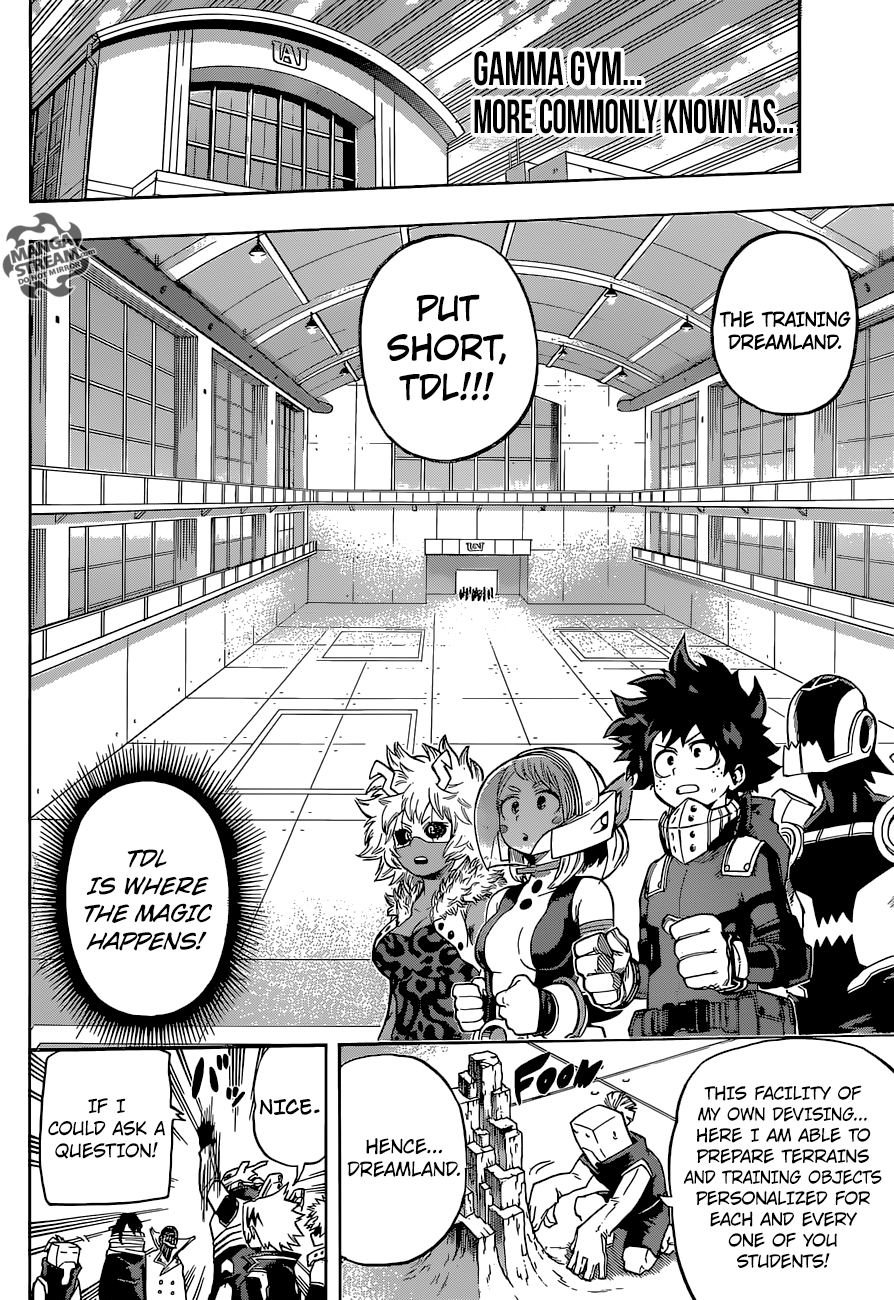 UA
GAMMA GYM...
MORE COMMONLY KNOWN AS...
MANGA
STREAM.com
DO NOT MIRROR
THE TRAINING
DREAMLAND.
PUT
SHORT,
TDL!!!
UA
TDL
IS WHERE
THE MAGIC
HAPPENS!
THIS FACILITY OF
MY OWN DEVISING...
HERE I AM ABLE TO
PREPARE TERRAINS
AND TRAINING OBJECTS
PERSONALIZED FOR
EACH AND EVERY
ONE OF YOU
STUDENTS!
FOOM
HENCE...
DREAMLAND.
NICE.
バッ
IF I
COULD ASK A
QUESTION!